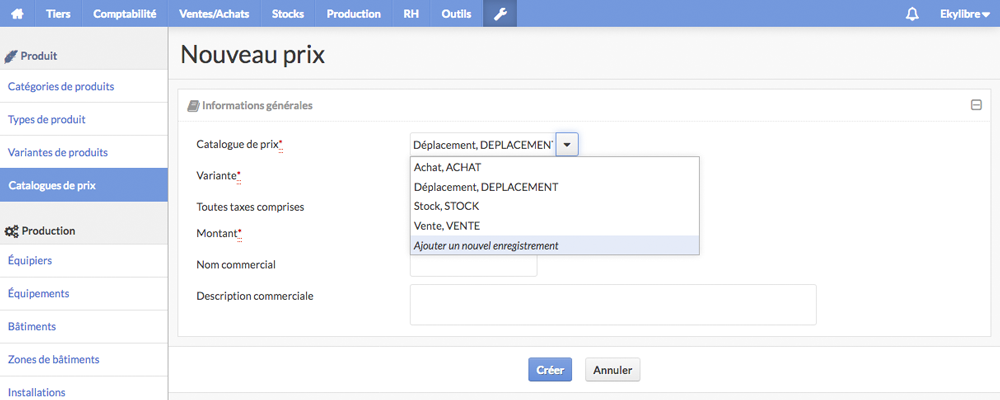 Tiers Comptabilité Ventes/Achats Stocks Production RH Outils Ekylibre
Produit
Catégories de produits
Types de produit
Variantes de produits
Catalogues de prix
Production
Équipiers
Équipements
Bâtiments
Zones de bâtiments
Installations
Nouveau prix
Informations générales
Catalogue de prix* Déplacement, DEPLACEMENT
Achat, ACHAT
Déplacement, DEPLACEMENT
Stock, STOCK
Vente, VENTE
Ajouter un nouvel enregistrement
Variante*
Toutes taxes comprises
Montant*
Nom commercial
Description commerciale
Créer Annuler